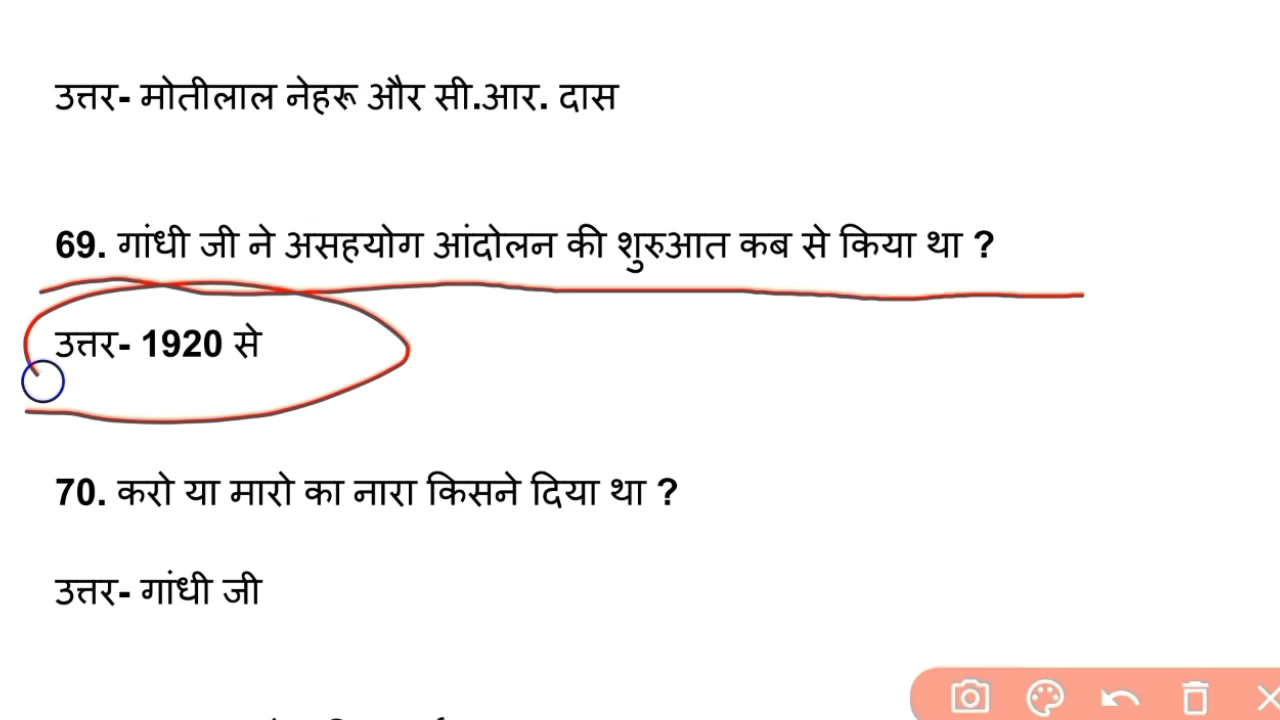 उत्तर- मोतीलाल नेहरू और सी.आर. दास
69. गांधी जी ने असहयोग आंदोलन की शुरुआत कब से किया था ?
उत्तर- 1920 से
70. करो या मारो का नारा किसने दिया था ?
उत्तर- गांधी जी